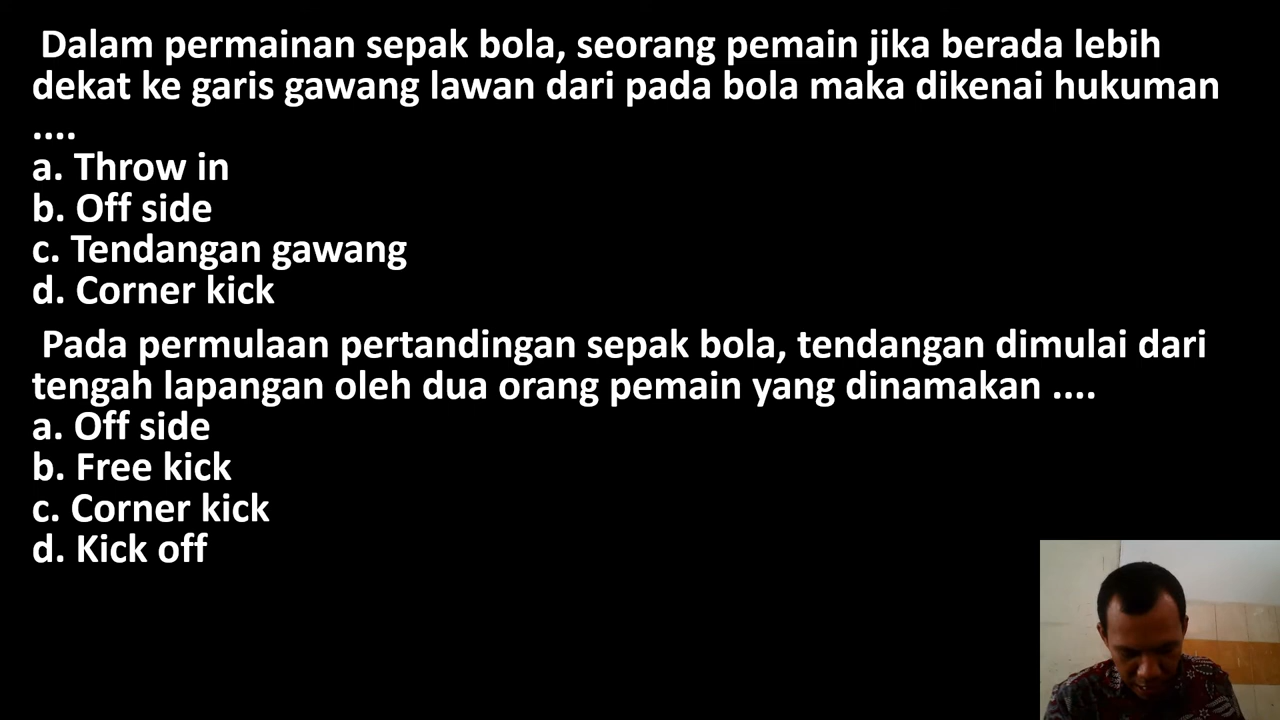 Dalam permainan sepak bola, seorang pemain jika berada lebih
dekat ke garis gawang lawan dari pada bola maka dikenai hukuman
....
a. Throw in
b. Off side
c. Tendangan gawang
d. Corner kick
Pada permulaan pertandingan sepak bola, tendangan dimulai dari
tengah lapangan oleh dua orang pemain yang dinamakan ....
a. Off side
b. Free kick
c. Corner kick
d. Kick off